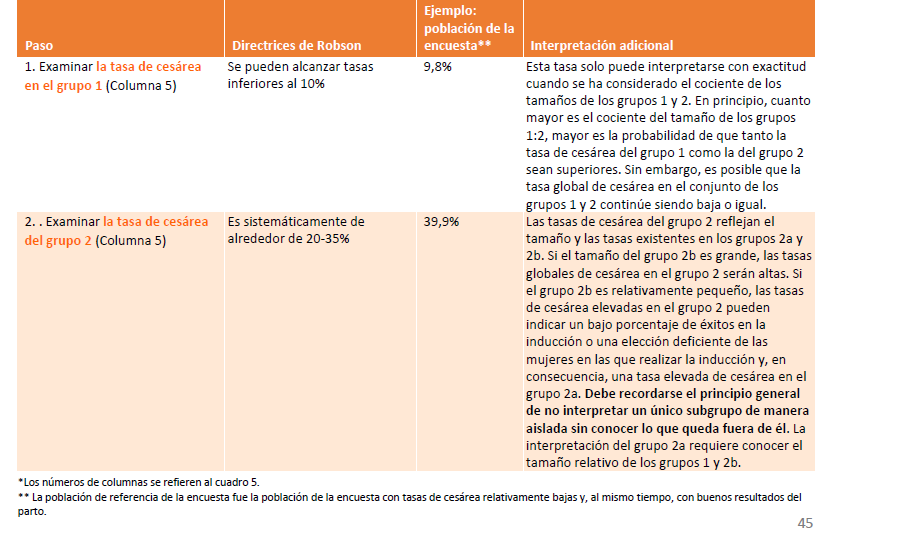 Paso
Directrices de Robson
Ejemplo:
población de la
encuesta**
Interpretación adicional
1. Examinar la tasa de cesárea
en el grupo 1 (Columna 5)
Se pueden alcanzar tasas
inferiores al 10%
9,8%
Esta tasa solo puede interpretarse con exactitud
cuando se ha considerado el cociente de los
tamaños de los grupos 1 y 2. En principio, cuanto
mayor es el cociente del tamaño de los grupos
1:2, mayor es la probabilidad de que tanto la
tasa de cesárea del grupo 1 como la del grupo 2
sean superiores. Sin embargo, es posible que la
tasa global de cesárea en el conjunto de los
grupos 1 y 2 continúe siendo baja o igual.
2. . Examinar la tasa de cesárea
del grupo 2 (Columna 5)
Es sistemáticamente de
alrededor de 20-35%
39,9%
Las tasas de cesárea del grupo 2 reflejan el
tamaño y las tasas existentes en los grupos 2a y
2b. Si el tamaño del grupo 2b es grande, las tasas
globales de cesárea en el grupo 2 serán altas. Si
el grupo 2b es relativamente pequeño, las tasas
de cesárea elevadas en el grupo 2 pueden
indicar un bajo porcentaje de éxitos en la
inducción o una elección deficiente de las
mujeres en las que realizar la inducción y, en
consecuencia, una tasa elevada de cesárea en el
grupo 2a. Debe recordarse el principio general
de no interpretar un único subgrupo de manera
aislada sin conocer lo que queda fuera de él. La
interpretación del grupo 2a requiere conocer el
tamaño relativo de los grupos 1 y 2b.
*Los números de columnas se refieren al cuadro 5.
** La población de referencia de la encuesta fue la población de la encuesta con tasas de cesárea relativamente bajas y, al mismo tiempo, con buenos resultados del
parto.
45